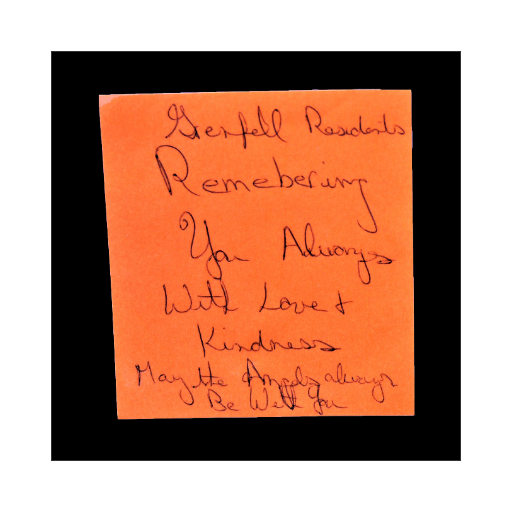 Grenfell Residents
Remebering
You Always
With Love &
Kindness
May the Angels always
Be With You